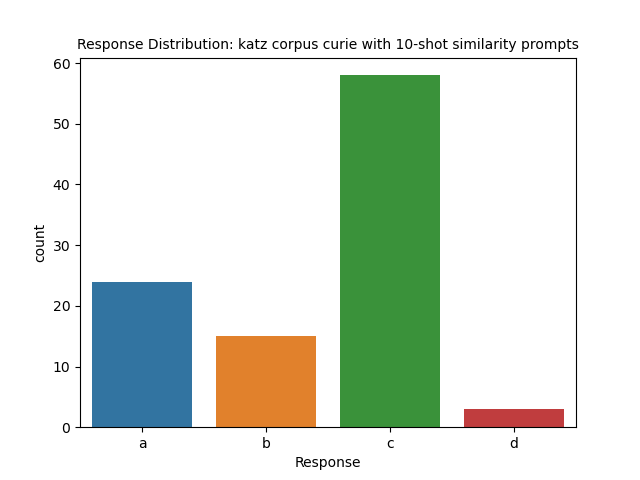 Response Distribution: katz corpus curie with 10-shot similarity prompts
60
50
40
30
20
10
0
count
a b c d
Response